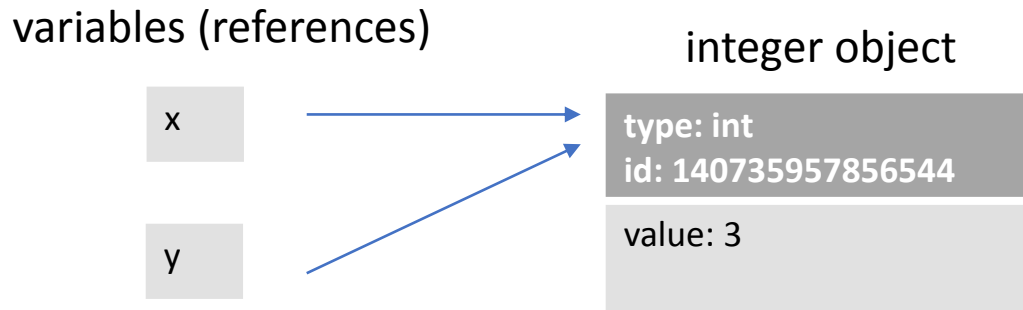 variables (references)
integer object
x
type: int
id: 140735957856544
value: 3
y